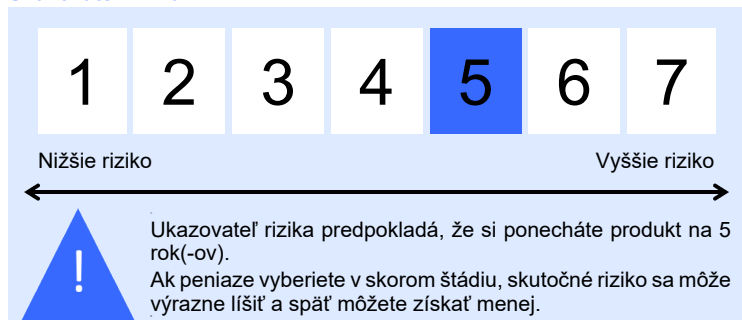 1 2 3 4 5 6 7
Nižšie riziko Vyššie riziko
!
Ukazovateľ rizika predpokladá, že si ponecháte produkt na 5
rok(-ov).
Ak peniaze vyberiete v skorom štádiu, skutočné riziko sa môže
výrazne líšiť a späť môžete získať menej.